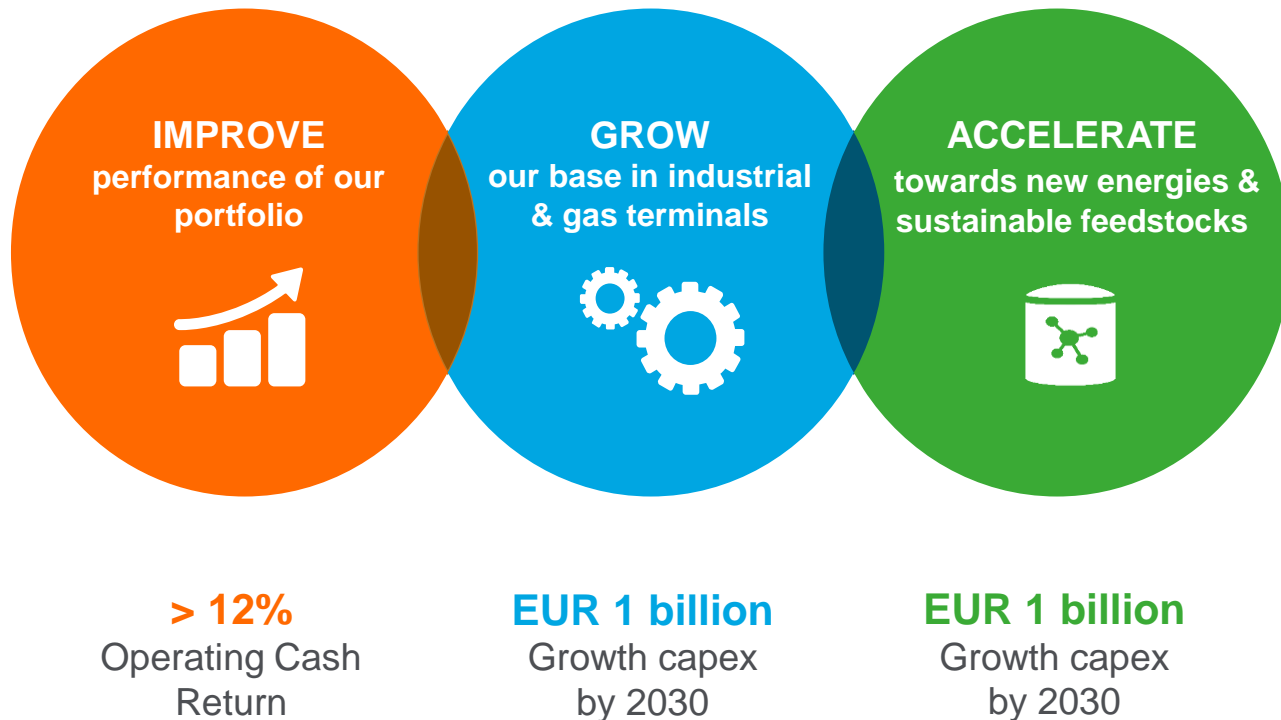 IMPROVE
performance of our
portfolio
GROW
our base in industrial
& gas terminals
ACCELERATE
towards new energies &
sustainable feedstocks
> 12%
Operating Cash
Return
EUR 1 billion
Growth capex
by 2030
EUR 1 billion
Growth capex
by 2030